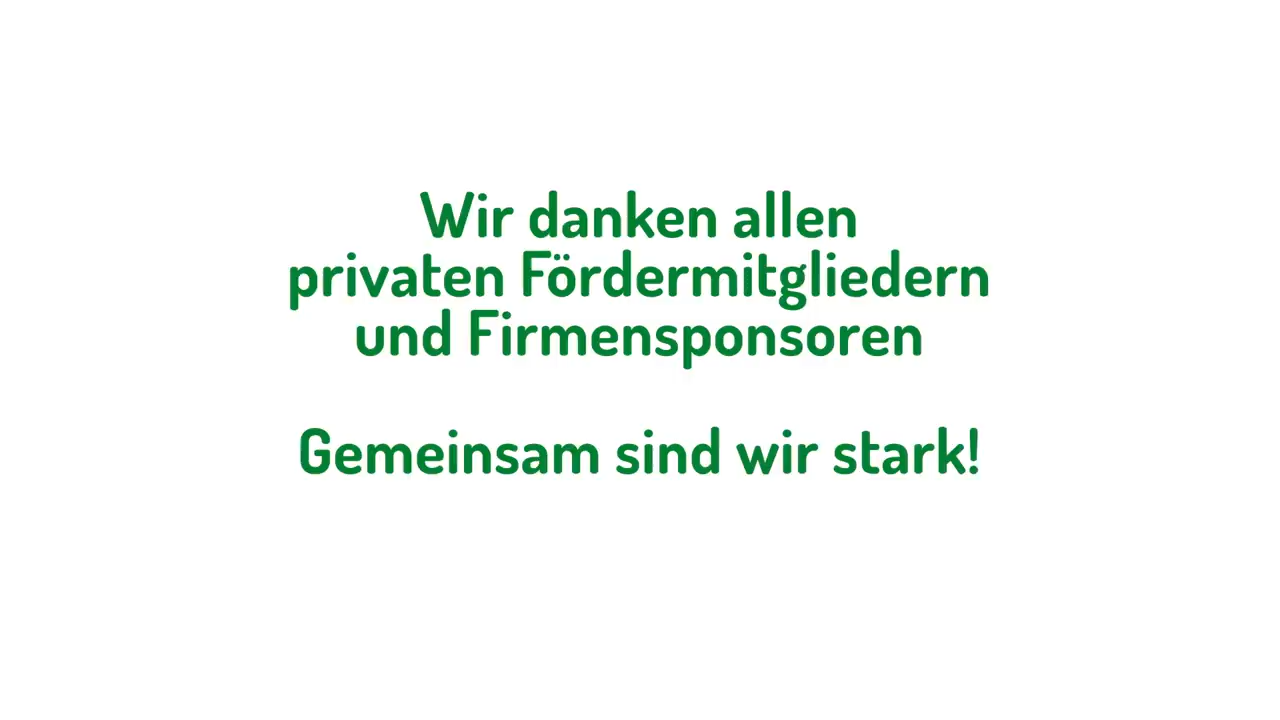 Wir danken allen
privaten Fördermitgliedern
und Firmensponsoren
Gemeinsam sind wir stark!